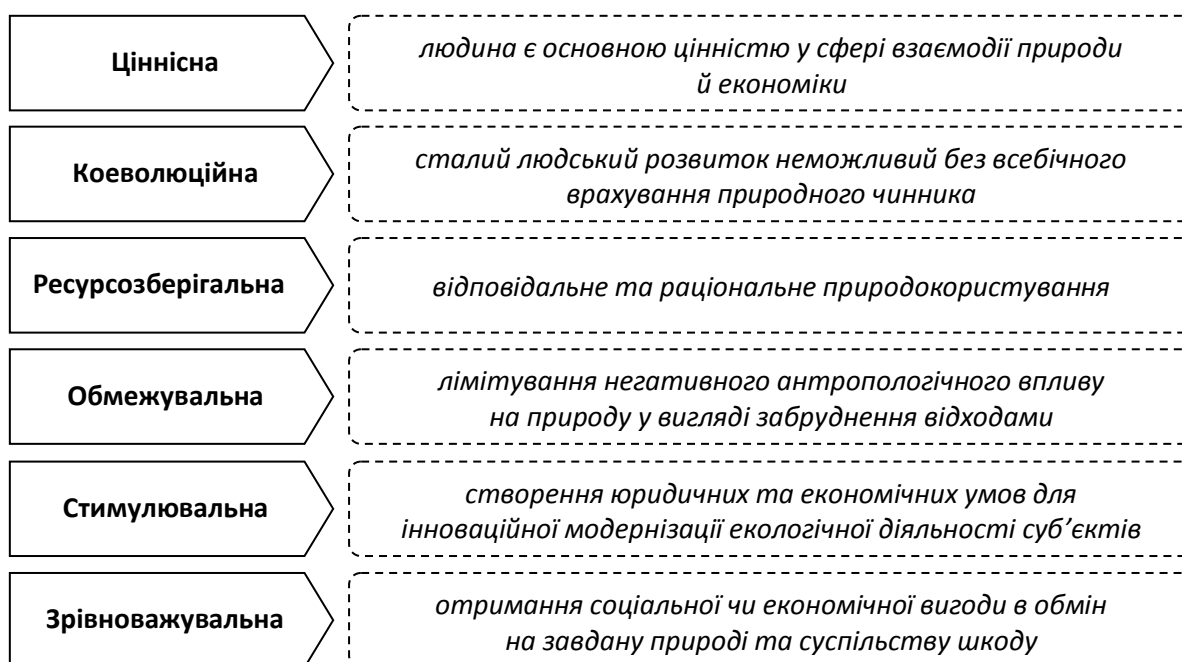 Ціннісна
людина є основною цінністю у сфері взаємодії природи
й економіки
Коеволюційна
сталий людський розвиток неможливий без всебічного
врахування природного чинника
Ресурсозберігальна
відповідальне та раціональне природокористування
Обмежувальна
лімітування негативного антропологічного впливу
на природу у вигляді забруднення відходами
Стимулювальна
створення юридичних та економічних умов для
інноваційної модернізації екологічної діяльності суб’єктів
Зрівноважувальна
отримання соціальної чи економічної вигоди в обмін
на завдану природі та суспільству шкоду